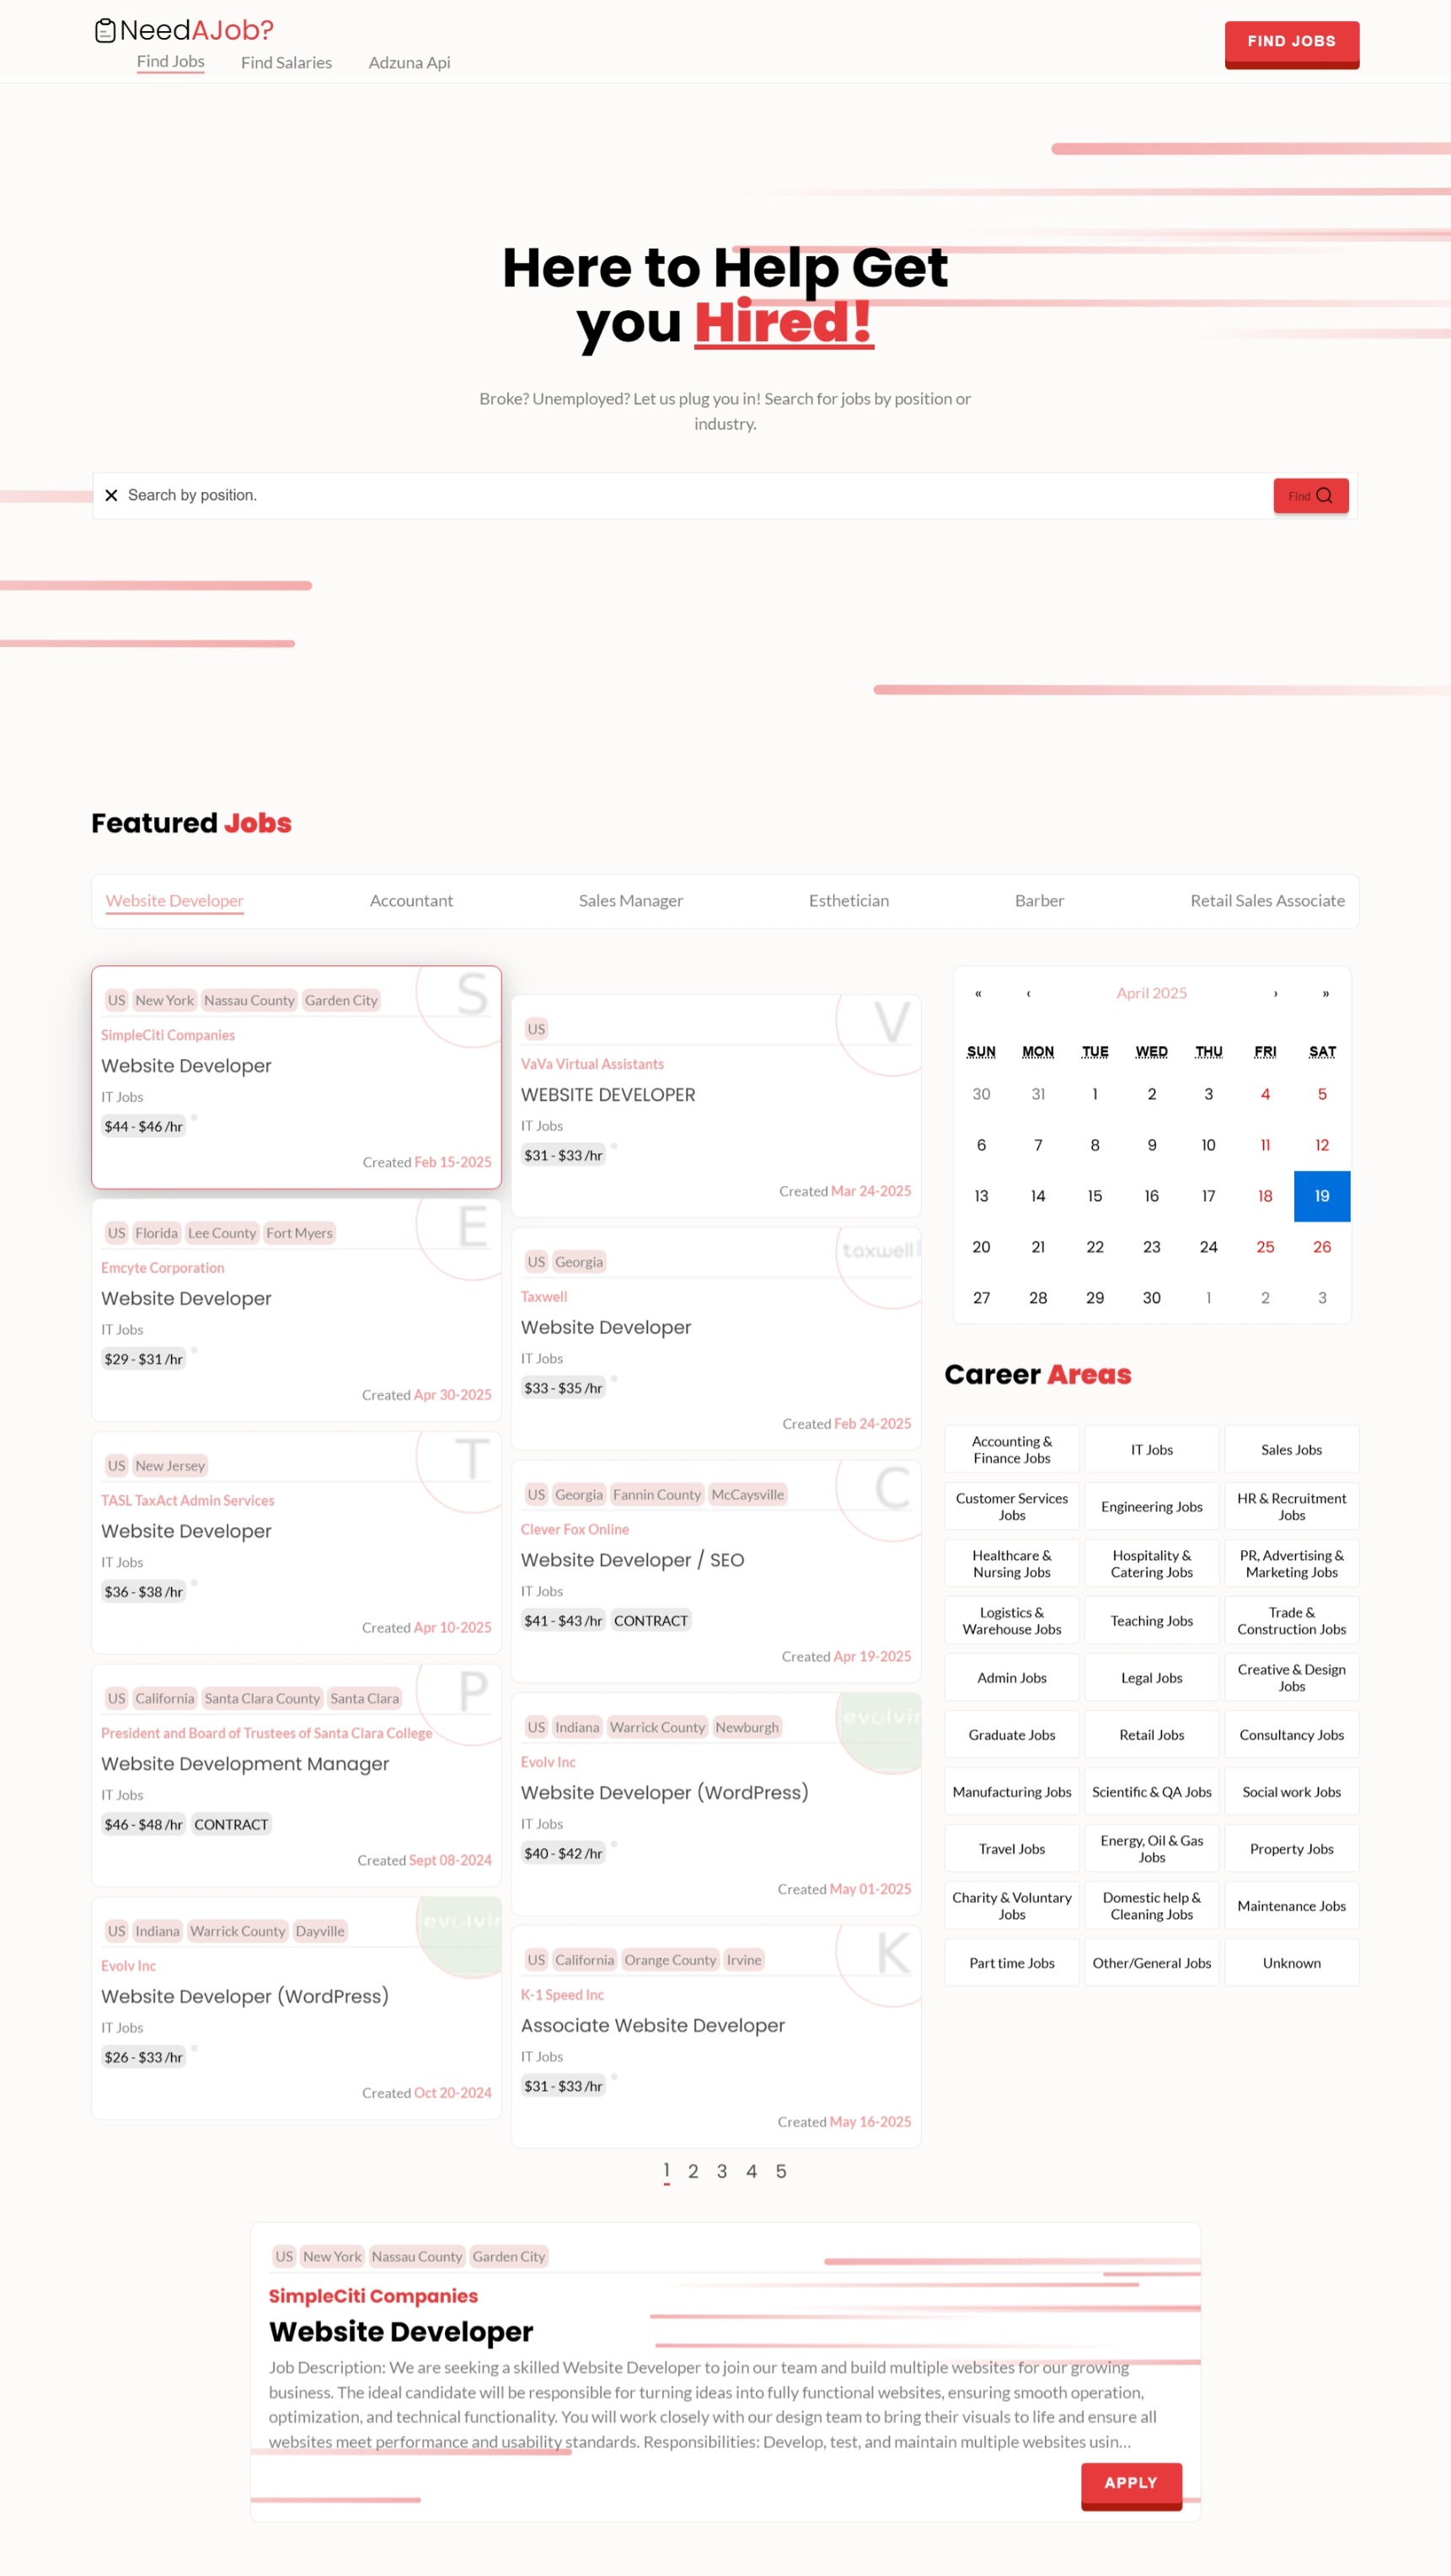 NeedAJob?
Find Jobs
Find Salaries
Adzuna Api
FIND JOBS
Here to Help Get
you Hired!
Broke? Unemployed? Let us plug you in! Search for jobs by position or
industry.
Search by position.
Find
Featured Jobs
Website Developer
Accountant
Sales Manager
Esthetician
Barber
Retail Sales Associate
S
US New York Nassau County Garden City
SimpleCiti Companies
Website Developer
IT Jobs
$44 - $46 /hr
Created Feb 15-2025
E
US Florida Lee County Fort Myers
Emcyte Corporation
Website Developer
IT Jobs
$29 - $31 /hr
Created Apr 30-2025
T
US New Jersey
TASL TaxAct Admin Services
Website Developer
IT Jobs
$36 - $38 /hr
Created Apr 10-2025
P
US California Santa Clara County Santa Clara
President and Board of Trustees of Santa Clara College
Website Development Manager
IT Jobs
$46 - $48 /hr CONTRACT
Created Sept 08-2024
evolvin
US Indiana Warrick County Dayville
Evolv Inc
Website Developer (WordPress)
IT Jobs
$26 - $33 /hr
Created Oct 20-2024
V
US
VaVa Virtual Assistants
WEBSITE DEVELOPER
IT Jobs
$31 - $33 /hr
Created Mar 24-2025
taxwell
US Georgia
Taxwell
Website Developer
IT Jobs
$33 - $35 /hr
Created Feb 24-2025
C
US Georgia Fannin County McCaysville
Clever Fox Online
Website Developer / SEO
IT Jobs
$41 - $43 /hr CONTRACT
Created Apr 19-2025
evolvin
US Indiana Warrick County Newburgh
Evolv Inc
Website Developer (WordPress)
IT Jobs
$40 - $42 /hr
Created May 01-2025
K
US California Orange County Irvine
K-1 Speed Inc
Associate Website Developer
IT Jobs
$31 - $33 /hr
Created May 16-2025
« ‹ April 2025 › »
SUN MON TUE WED THU FRI SAT
30 31 1 2 3 4 5
6 7 8 9 10 11 12
13 14 15 16 17 18 19
20 21 22 23 24 25 26
27 28 29 30 1 2 3
Career Areas
Accounting &
Finance Jobs
IT Jobs
Sales Jobs
Customer Services
Jobs
Engineering Jobs
HR & Recruitment
Jobs
Healthcare &
Nursing Jobs
Hospitality &
Catering Jobs
PR, Advertising &
Marketing Jobs
Logistics &
Warehouse Jobs
Teaching Jobs
Trade &
Construction Jobs
Admin Jobs
Legal Jobs
Creative & Design
Jobs
Graduate Jobs
Retail Jobs
Consultancy Jobs
Manufacturing Jobs
Scientific & QA Jobs
Social work Jobs
Travel Jobs
Energy, Oil & Gas
Jobs
Property Jobs
Charity & Voluntary
Jobs
Domestic help &
Cleaning Jobs
Maintenance Jobs
Part time Jobs
Other/General Jobs
Unknown
1 2 3 4 5
US New York Nassau County Garden City
SimpleCiti Companies
Website Developer
Job Description: We are seeking a skilled Website Developer to join our team and build multiple websites for our growing
business. The ideal candidate will be responsible for turning ideas into fully functional websites, ensuring smooth operation,
optimization, and technical functionality. You will work closely with our design team to bring their visuals to life and ensure all
websites meet performance and usability standards. Responsibilities: Develop, test, and maintain multiple websites usin...
APPLY